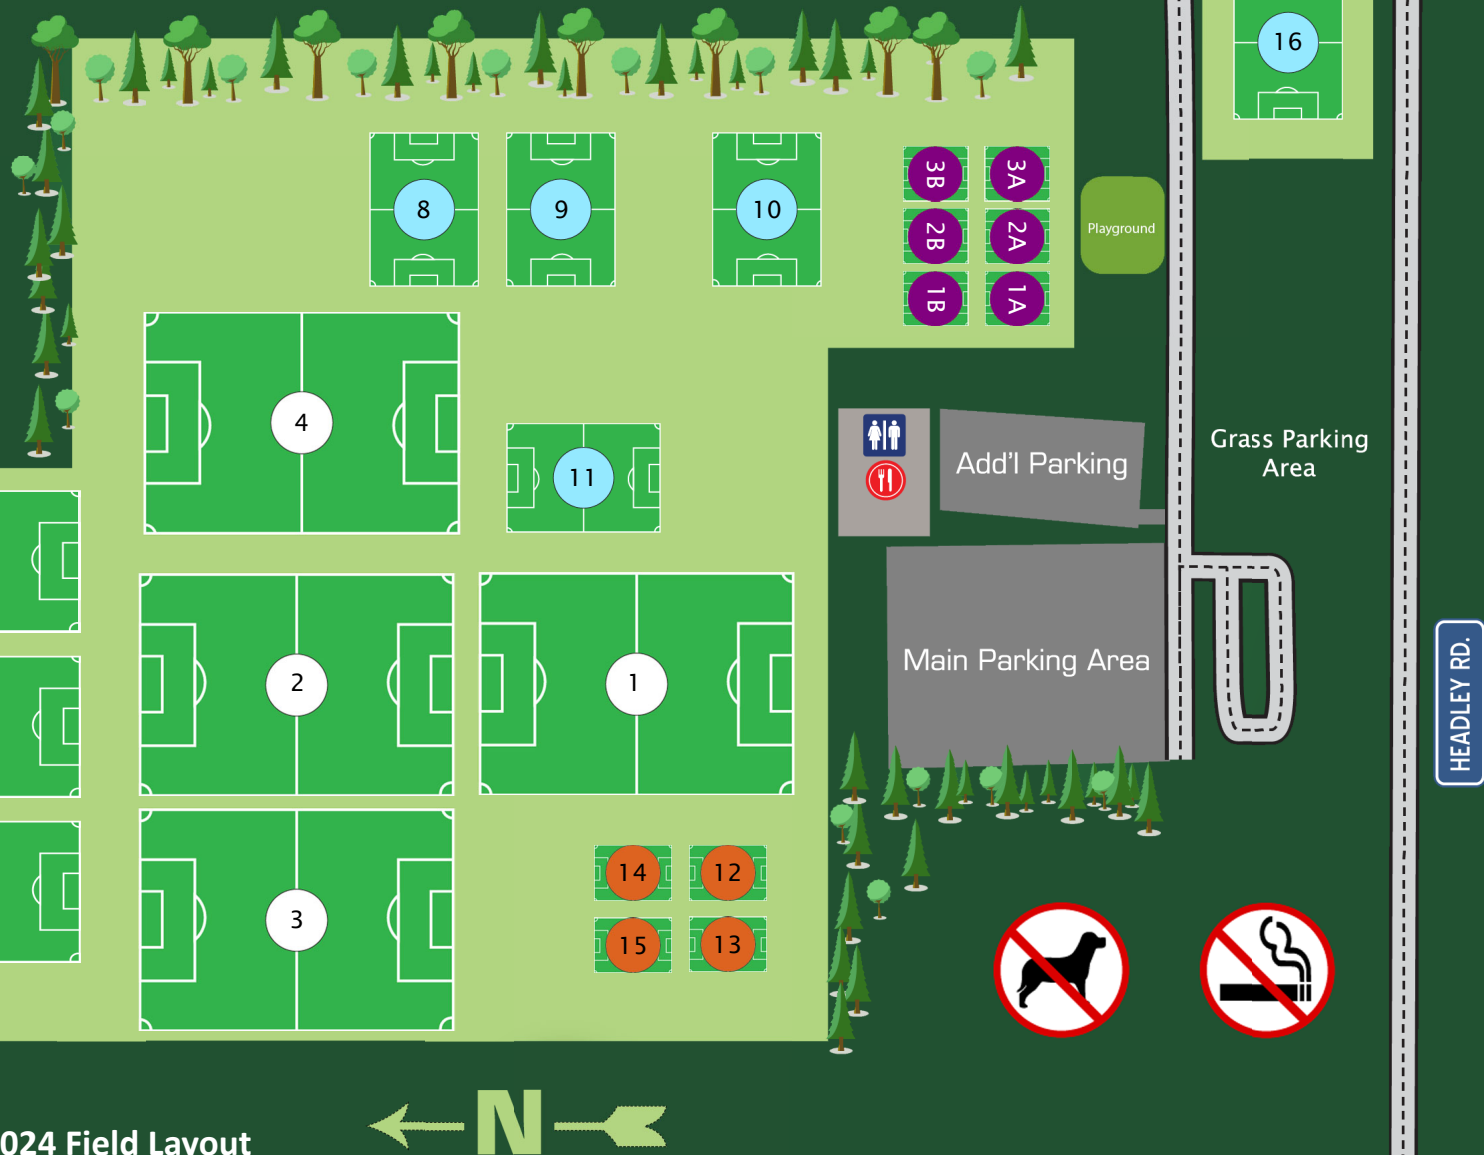 16
8
9
10
3B
3A
2B
2A
1B
1A
Playground
4
11
Add'l Parking
Grass Parking
Area
2
1
Main Parking Area
HEADLEY RD.
14
12
3
15
13
N
024 Field Layout